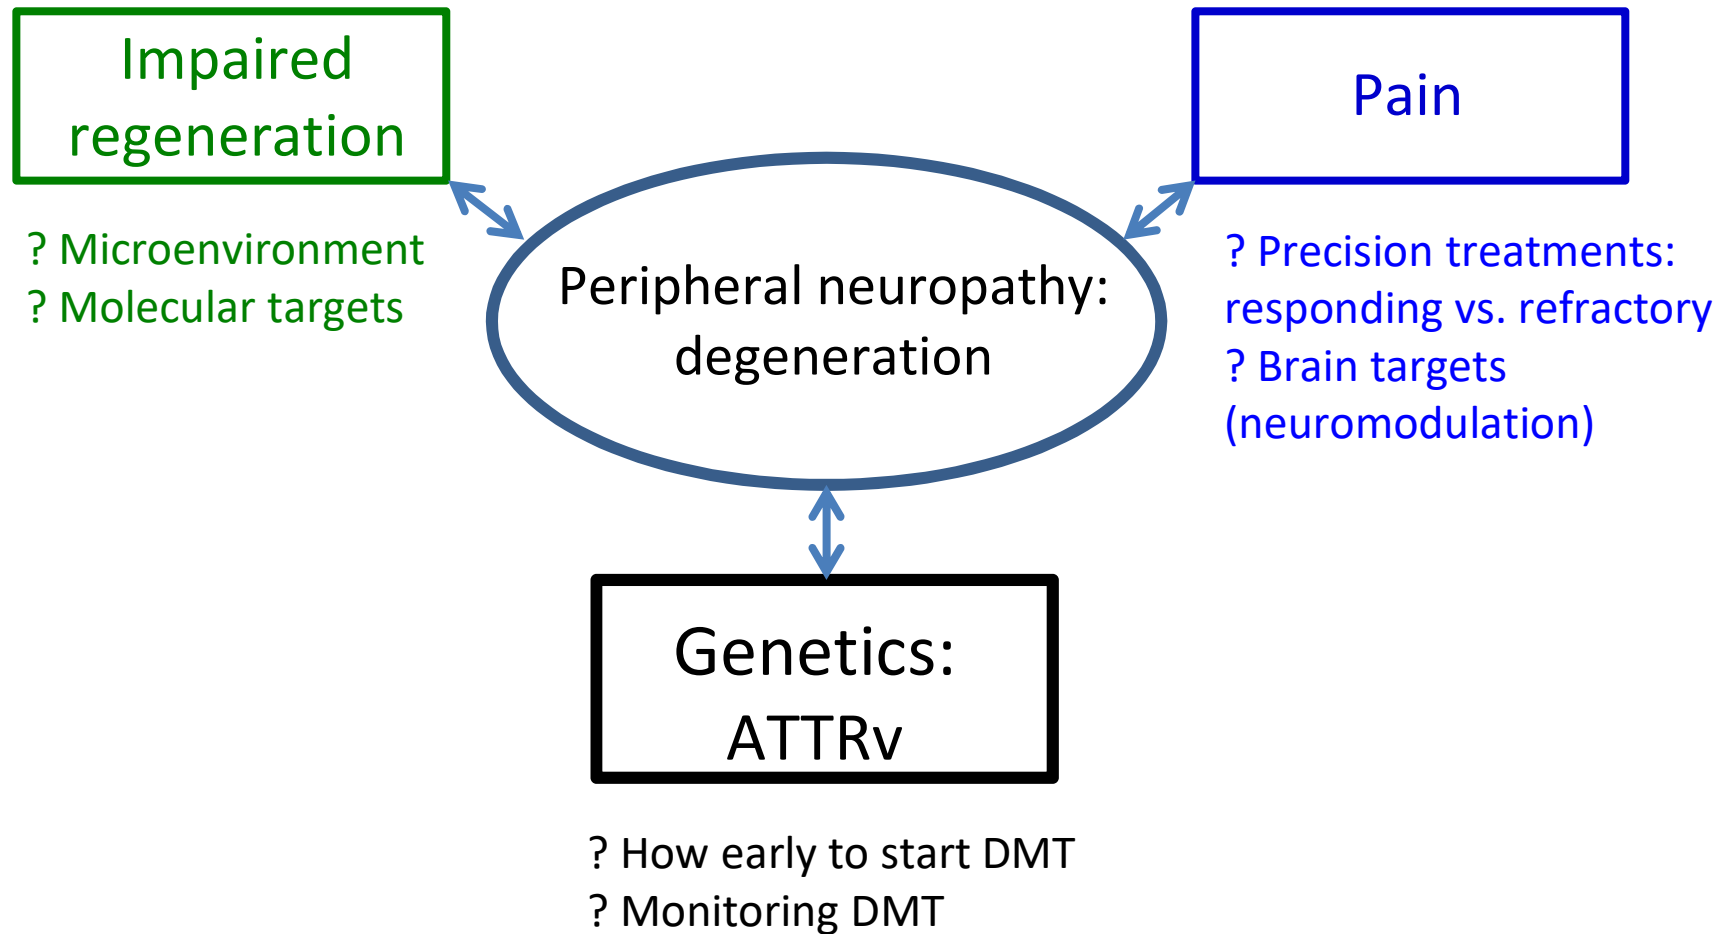 Impaired
regeneration
? Microenvironment
? Molecular targets
Pain
? Precision treatments:
responding vs. refractory
? Brain targets
(neuromodulation)
Peripheral neuropathy:
degeneration
Genetics:
ATTRv
? How early to start DMT
? Monitoring DMT